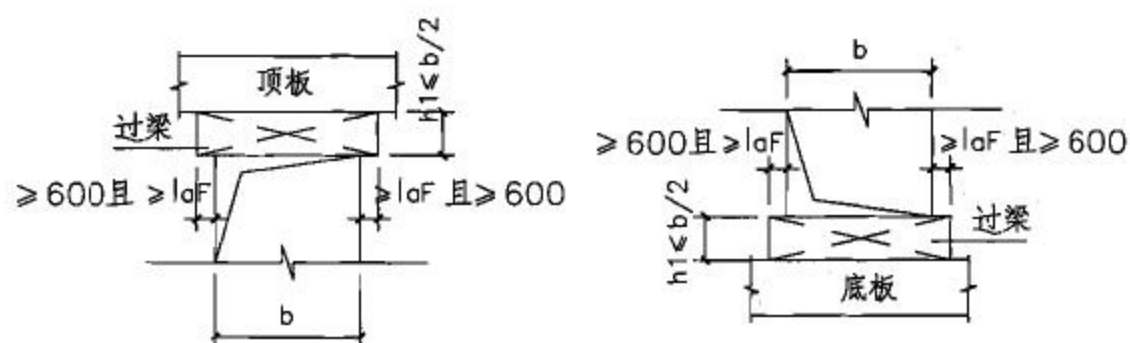 顶板
h1≤b/2
过梁
≥600且 ≥laF
≥laF 且≥600
b
b
≥600且≥laF
≥laF 且≥600
h1≤b/2
过梁
底板